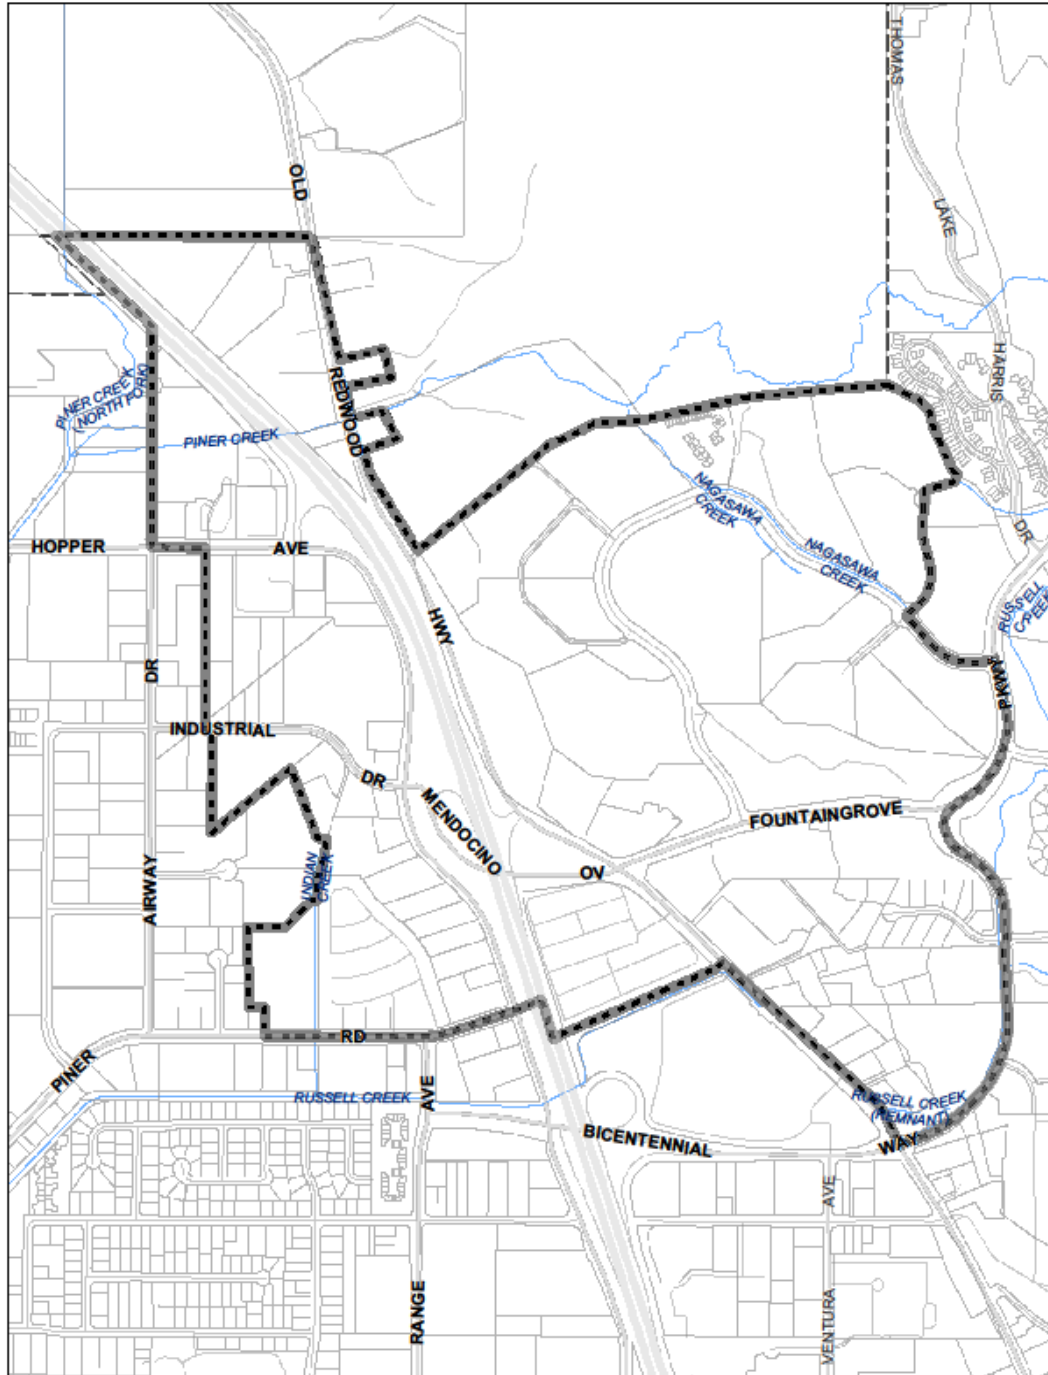 THOMAS
LAKE
HARRIS
DR
OLD
REDWOOD
HWY
PINER CREEK
(NORTH FORK)
PINER CREEK
NAGASAWA
CREEK
NAGASAWA
CREEK
RUSSELL
CREEK
HOPPER
AVE
DR
INDUSTRIAL
DR
MENDOCINO
OV
FOUNTAINGROVE
PKWY
AIRWAY
INDIAN
CREEK
PINER
RD
RUSSELL CREEK
AVE
RUSSELL CREEK
(REMNANT)
BICENTENNIAL
WAY
AVE
RANGE
VENTURA